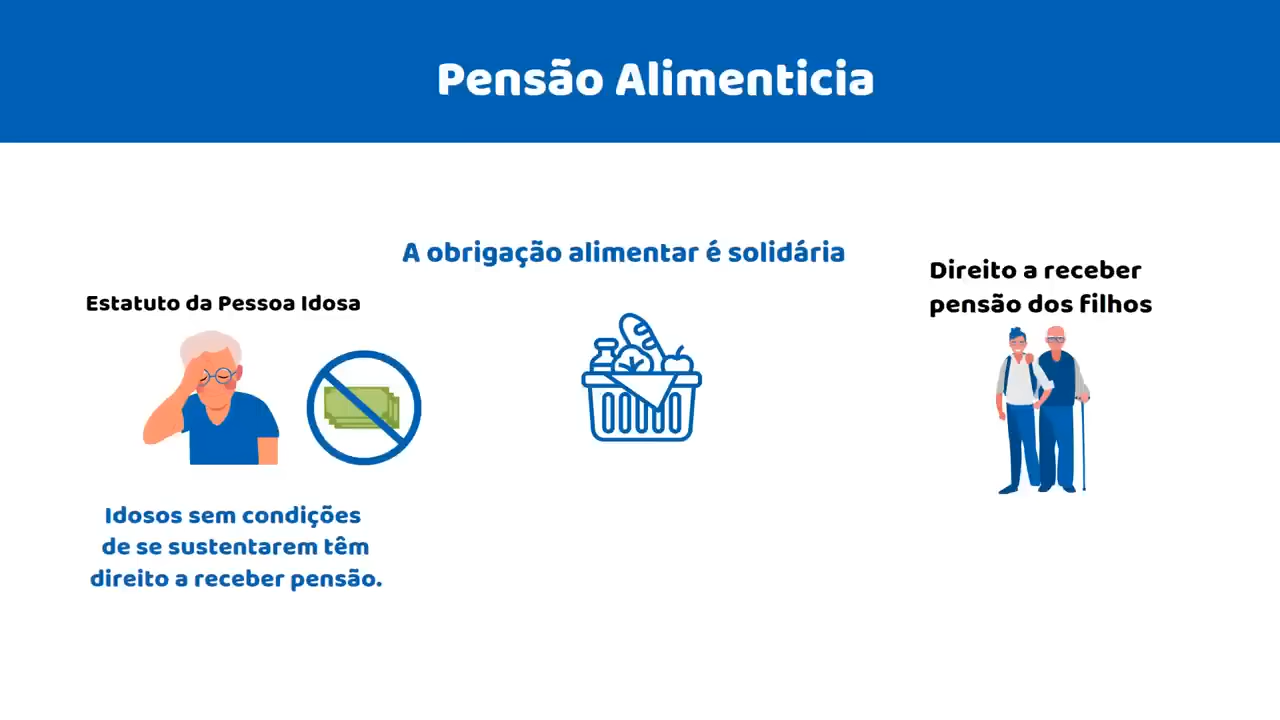 Pensão Alimenticia
A obrigação alimentar é solidária
Estatuto da Pessoa Idosa
Idosos sem condições
de se sustentarem têm
direito a receber pensão.
Direito a receber
pensão dos filhos